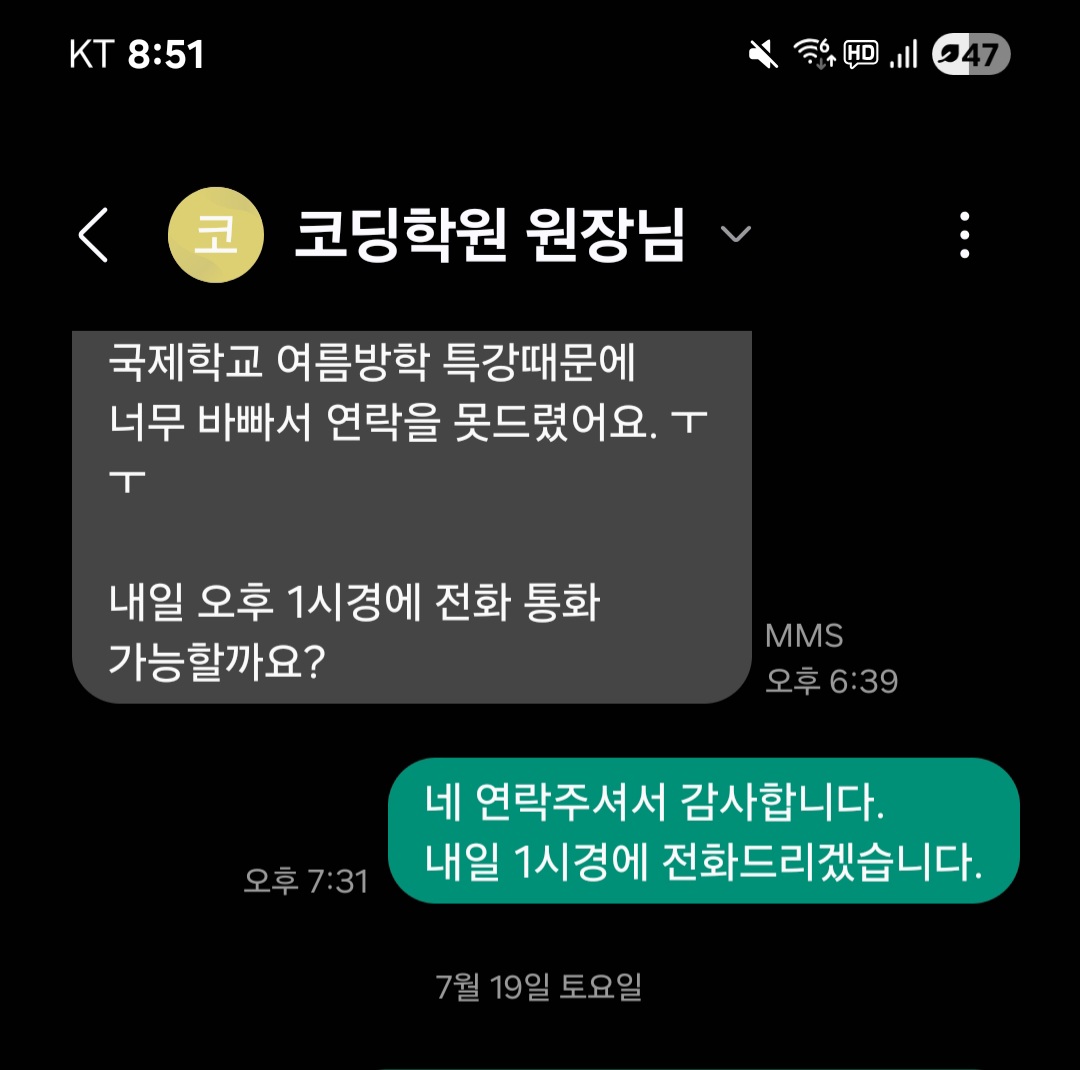 KT 8:51
HD
47
코 코딩학원 원장님
국제학교 여름방학 특강때문에
너무 바빠서 연락을 못드렸어요. ㅜ
ㅜ
내일 오후 1시경에 전화 통화
가능할까요?
MMS
오후 6:39
네 연락주셔서 감사합니다.
내일 1시경에 전화드리겠습니다.
오후 7:31
7월 19일 토요일